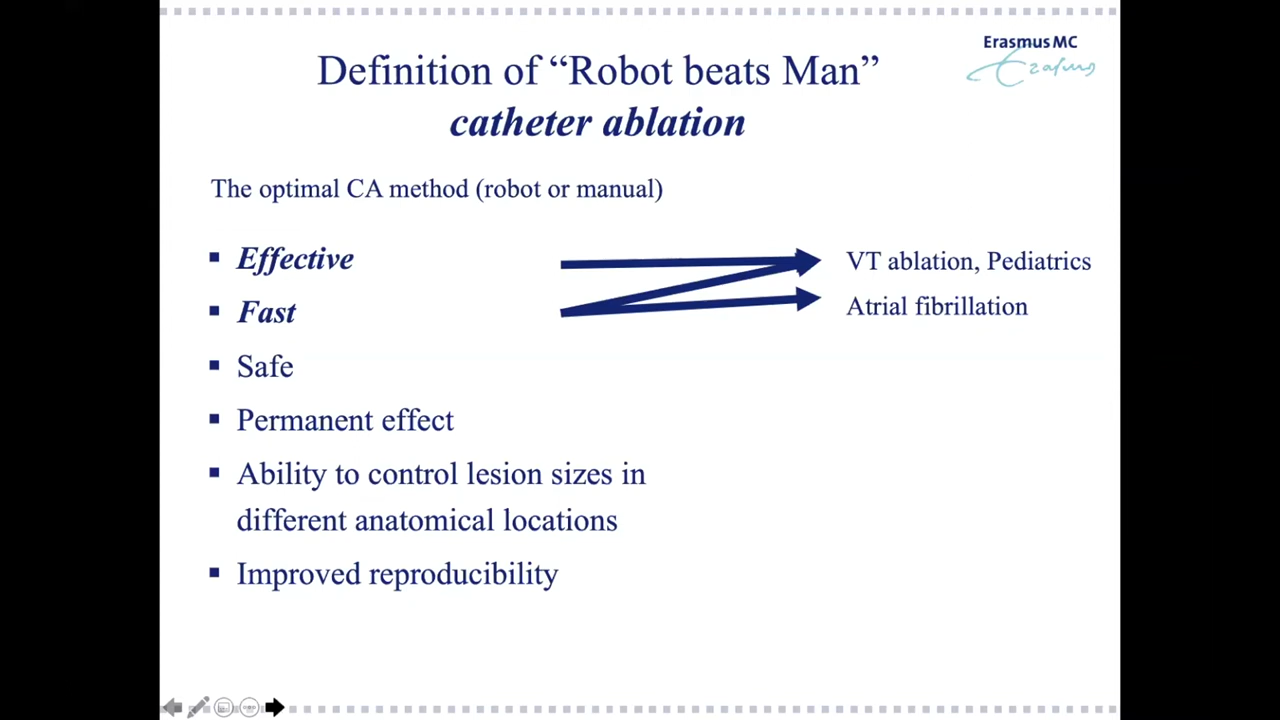 Erasmus MC
Erasmus
Definition of “Robot beats Man”
catheter ablation
The optimal CA method (robot or manual)
▪ Effective
▪ Fast
▪ Safe
▪ Permanent effect
▪ Ability to control lesion sizes in
different anatomical locations
▪ Improved reproducibility
VT ablation, Pediatrics
Atrial fibrillation